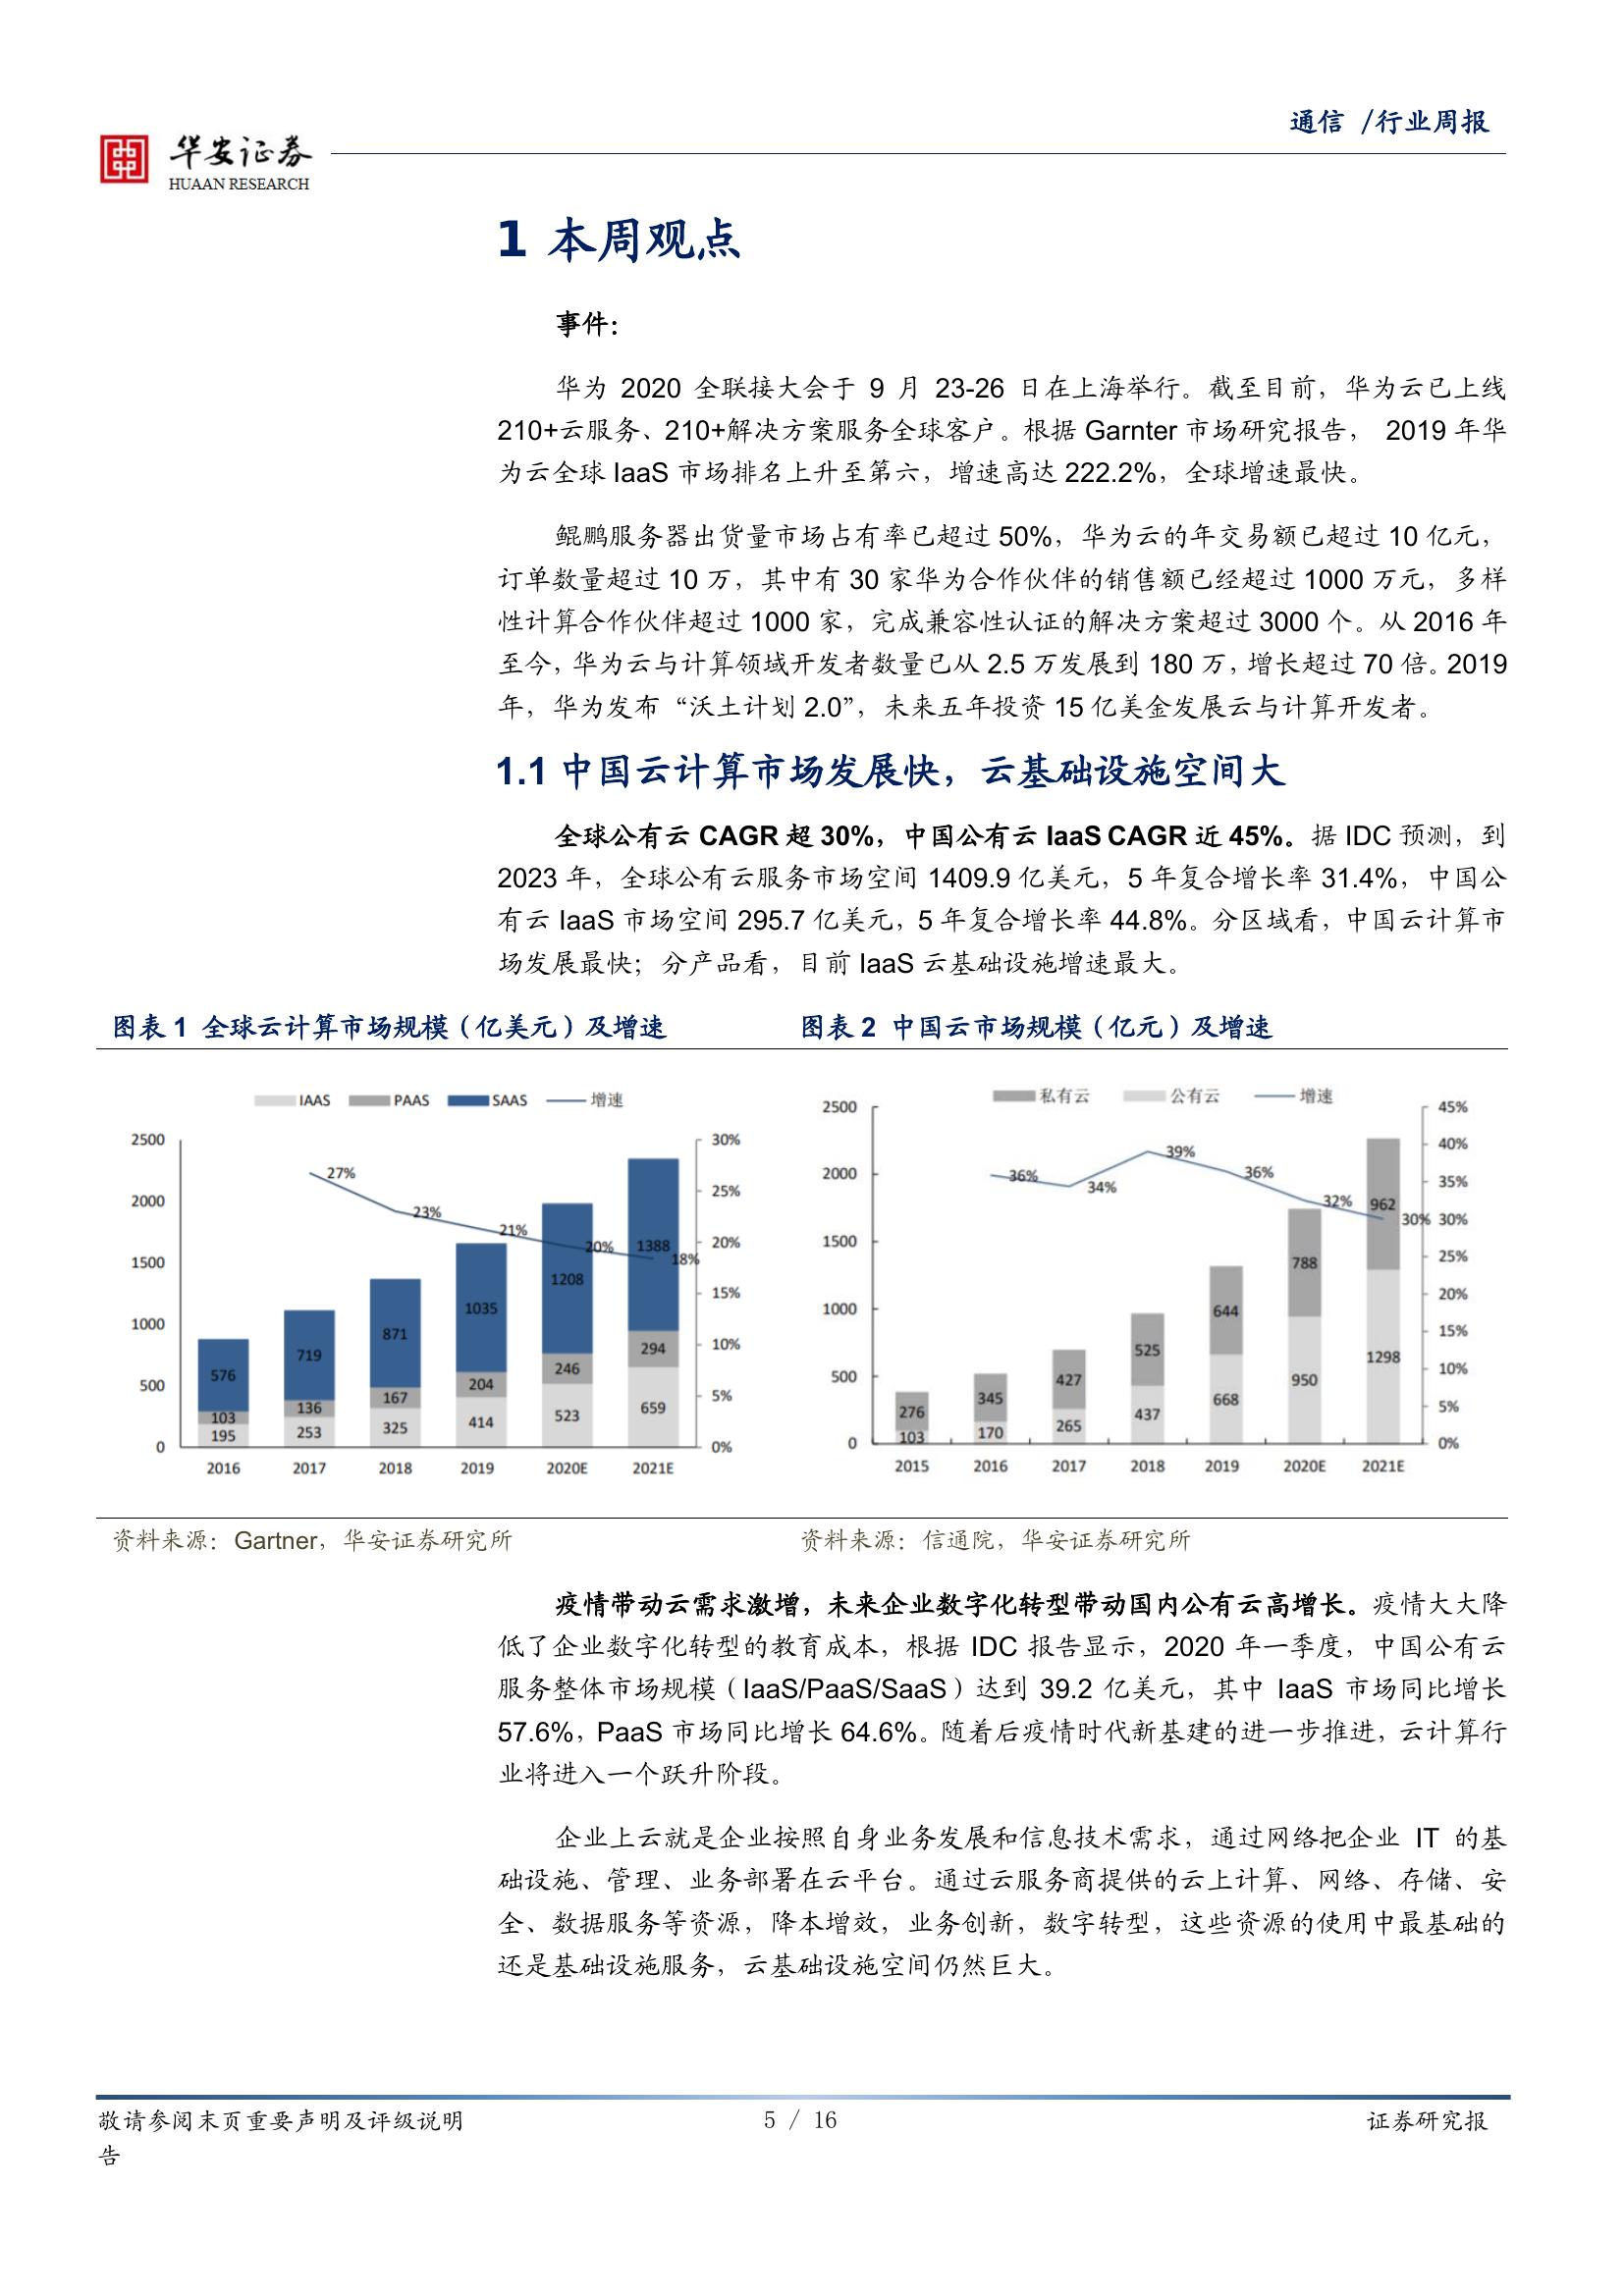 通信 /行业周报
华安证券
HUAAN RESEARCH
1 本周观点
事件：
华为 2020 全联接大会于 9 月 23-26 日在上海举行。截至目前，华为云已上线
210+云服务、210+解决方案服务全球客户。根据 Garnter 市场研究报告， 2019 年华
为云全球 IaaS 市场排名上升至第六，增速高达 222.2%，全球增速最快。
鲲鹏服务器出货量市场占有率已超过 50%，华为云的年交易额已超过 10 亿元，
订单数量超过 10 万，其中有 30 家华为合作伙伴的销售额已经超过 1000 万元，多样
性计算合作伙伴超过 1000 家，完成兼容性认证的解决方案超过 3000 个。从 2016 年
至今，华为云与计算领域开发者数量已从 2.5 万发展到 180 万，增长超过 70 倍。2019
年，华为发布“沃土计划 2.0”，未来五年投资 15 亿美金发展云与计算开发者。
1.1 中国云计算市场发展快，云基础设施空间大
全球公有云 CAGR 超 30%，中国公有云 IaaS CAGR 近 45%。据 IDC 预测，到
2023 年，全球公有云服务市场空间 1409.9 亿美元，5 年复合增长率 31.4%，中国公
有云 IaaS 市场空间 295.7 亿美元，5 年复合增长率 44.8%。分区域看，中国云计算市
场发展最快；分产品看，目前 IaaS 云基础设施增速最大。
图表 1 全球云计算市场规模（亿美元）及增速
IAAS PAAS SAAS 增速
2500
2000
1500
1000
500
0
30%
25%
20%
15%
10%
5%
0%
27% 23% 21% 20% 18%
576 719 871 1035 1208 1388
103 136 167 204 246 294
195 253 325 414 523 659
2016 2017 2018 2019 2020E 2021E
资料来源：Gartner，华安证券研究所
图表 2 中国云市场规模（亿元）及增速
私有云 公有云 增速
2500
2000
1500
1000
500
0
45%
40%
35%
30%
25%
20%
15%
10%
5%
0%
36% 34% 39% 36% 32% 30%
276 345 427 525 644 788 962
103 170 265 437 668 950 1298
2015 2016 2017 2018 2019 2020E 2021E
资料来源：信通院，华安证券研究所
疫情带动云需求激增，未来企业数字化转型带动国内公有云高增长。疫情大大降
低了企业数字化转型的教育成本，根据 IDC 报告显示，2020 年一季度，中国公有云
服务整体市场规模（IaaS/PaaS/SaaS）达到 39.2 亿美元，其中 IaaS 市场同比增长
57.6%，PaaS 市场同比增长 64.6%。随着后疫情时代新基建的进一步推进，云计算行
业将进入一个跃升阶段。
企业上云就是企业按照自身业务发展和信息技术需求，通过网络把企业 IT 的基
础设施、管理、业务部署在云平台。通过云服务商提供的云上计算、网络、存储、安
全、数据服务等资源，降本增效，业务创新，数字转型，这些资源的使用中最基础的
还是基础设施服务，云基础设施空间仍然巨大。
敬请参阅末页重要声明及评级说明 5 / 16 证券研究报
告